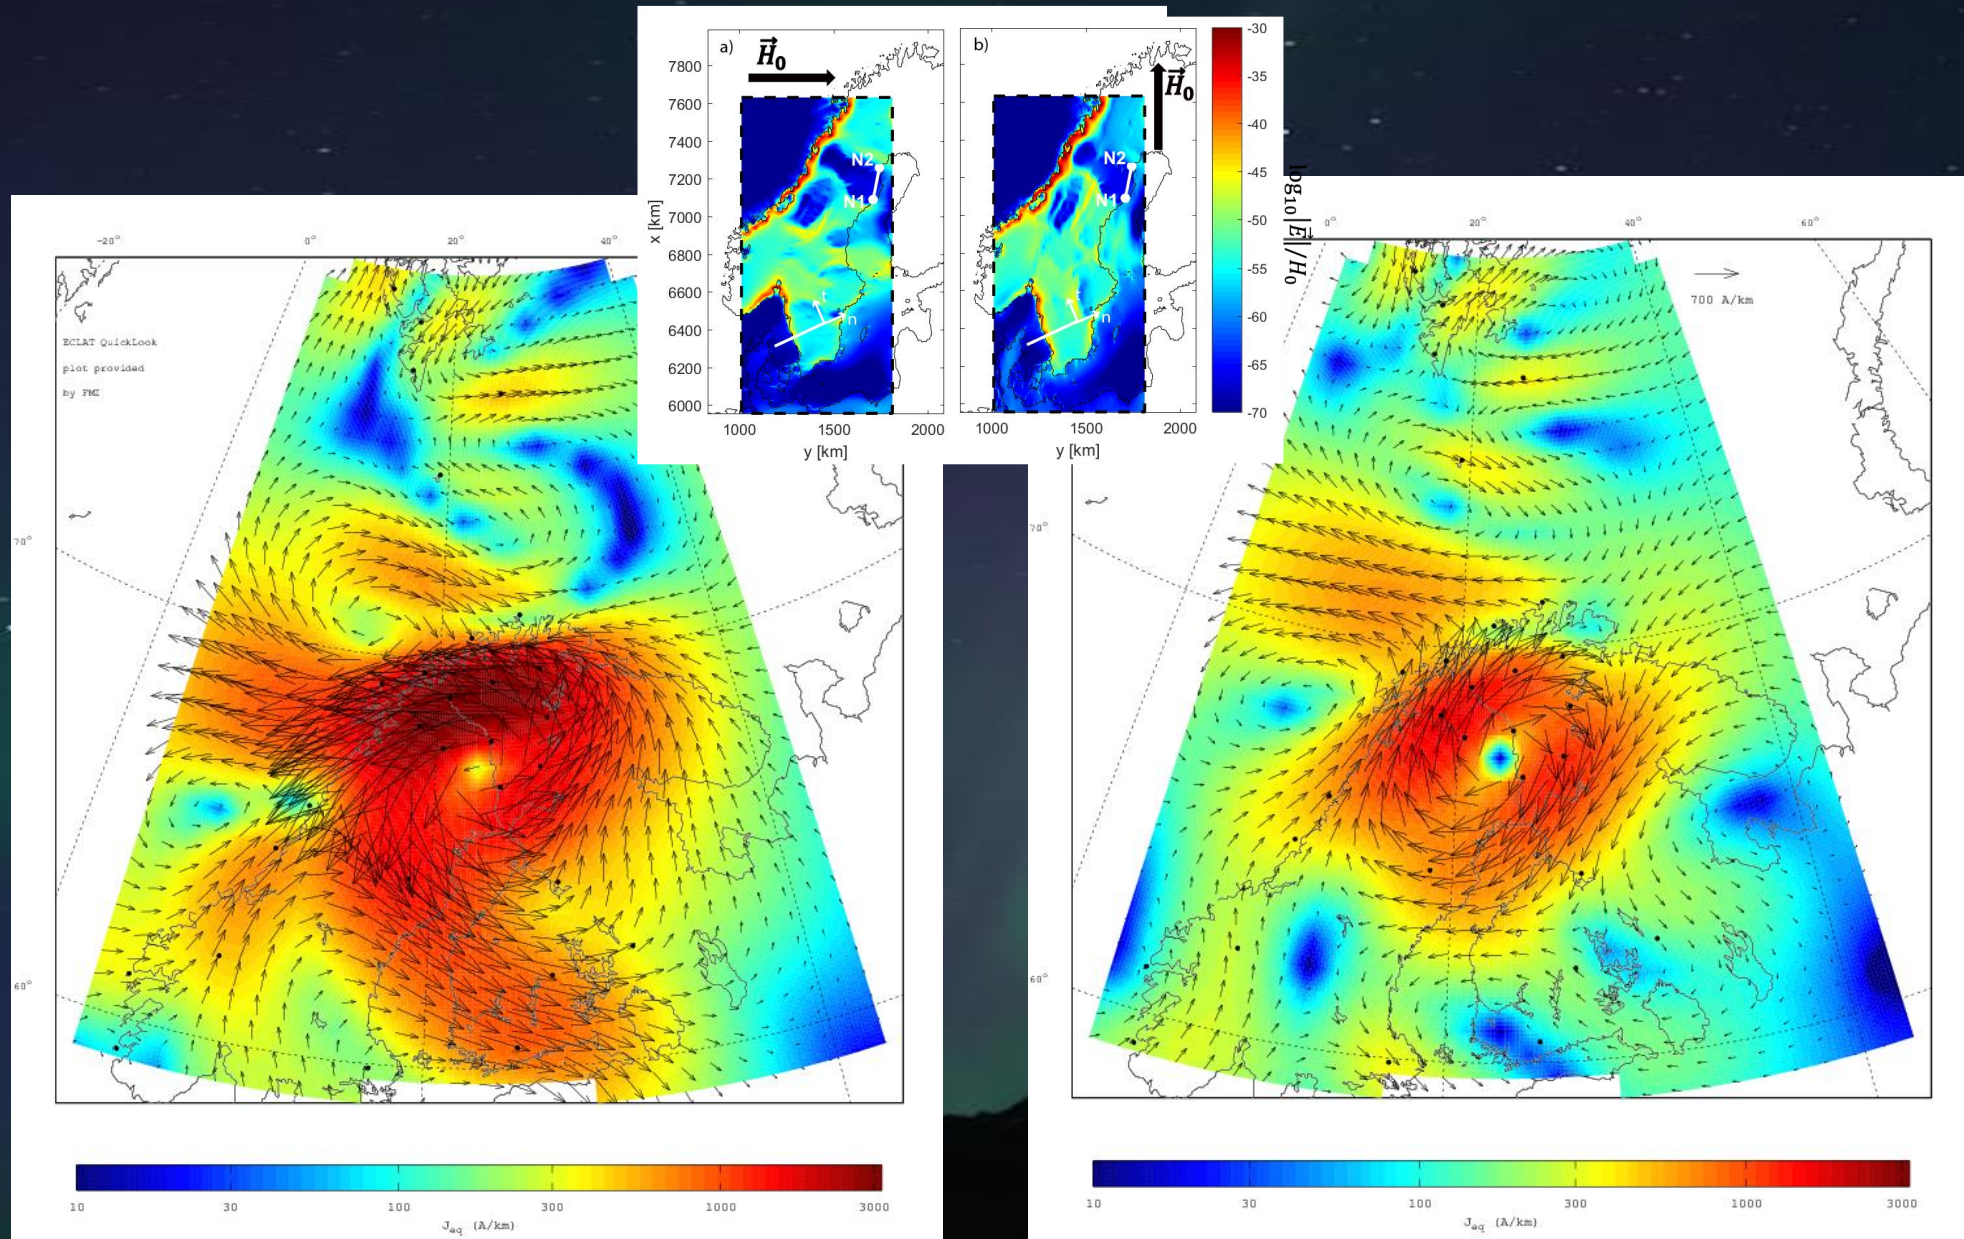 a)
H₀
7800
7600
7400
7200
7000
6800
6600
6400
6200
6000
x [km]
N2
N1
t
n
1000
1500
2000
y [km]
b)
H₀
N2
N1
t
n
1000
1500
2000
y [km]
-30
-35
-40
-45
-50
-55
-60
-65
-70
log₁₀||E||/H₀
-20°
0°
20°
40°
ECLAT QuickLook
plot provided
by FMI
70°
60°
10
30
100
300
1000
3000
Jeq (A/km)
0°
20°
40°
60°
700 A/km
70°
60°
10
30
100
300
1000
3000
Jeq (A/km)